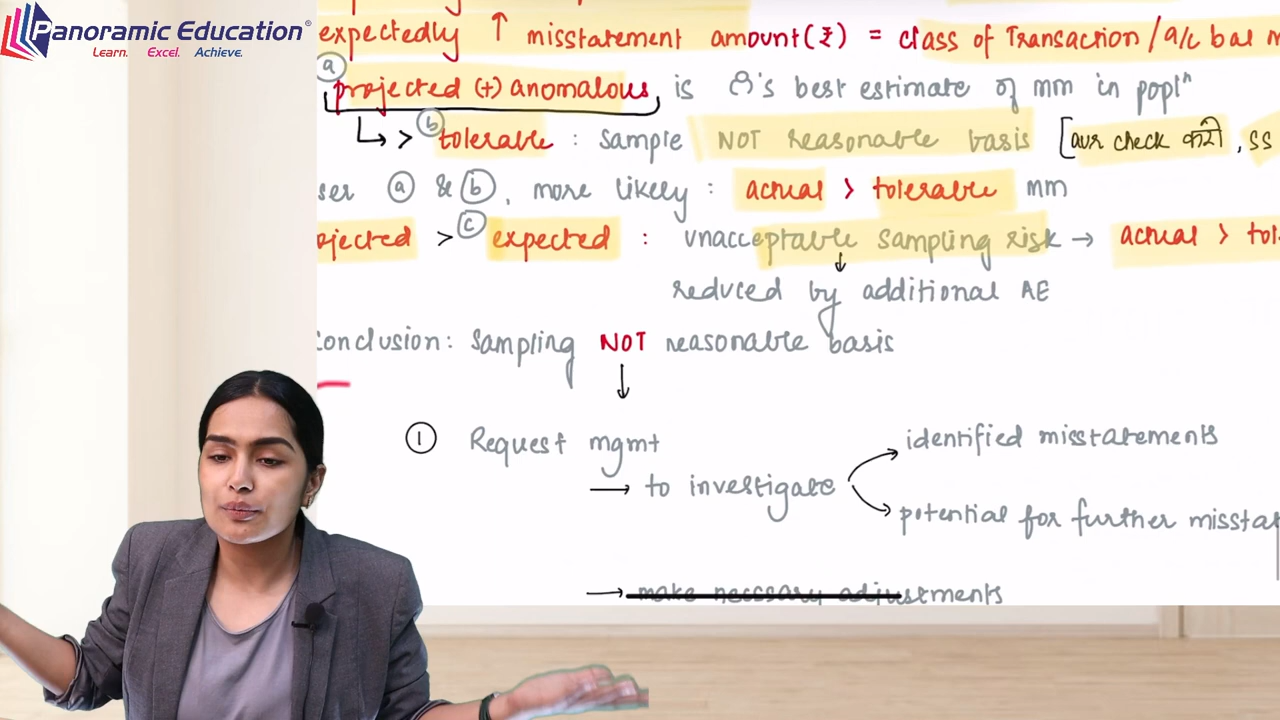 Panoramic Education®
Learn. Excel. Achieve.
expectedly ↑ misstatement amount(₹) = class of Transaction/a/c bal
ⓐ
projected (+) anomalous is 's best estimate of mm in poplⁿ
↳ > ⓑ tolerable : sample NOT reasonable basis [aur check करो, SS
ser ⓐ & ⓑ, more likely : actual > tolerable mm
ojected > ⓒ expected : unacceptable sampling risk → actual > tol
↓
reduced by additional AE
onclusion: Sampling NOT reasonable basis
↓
① Request mgmt
identified misstatements
→ to investigate
potential for further missta
→ make necssary adjustments